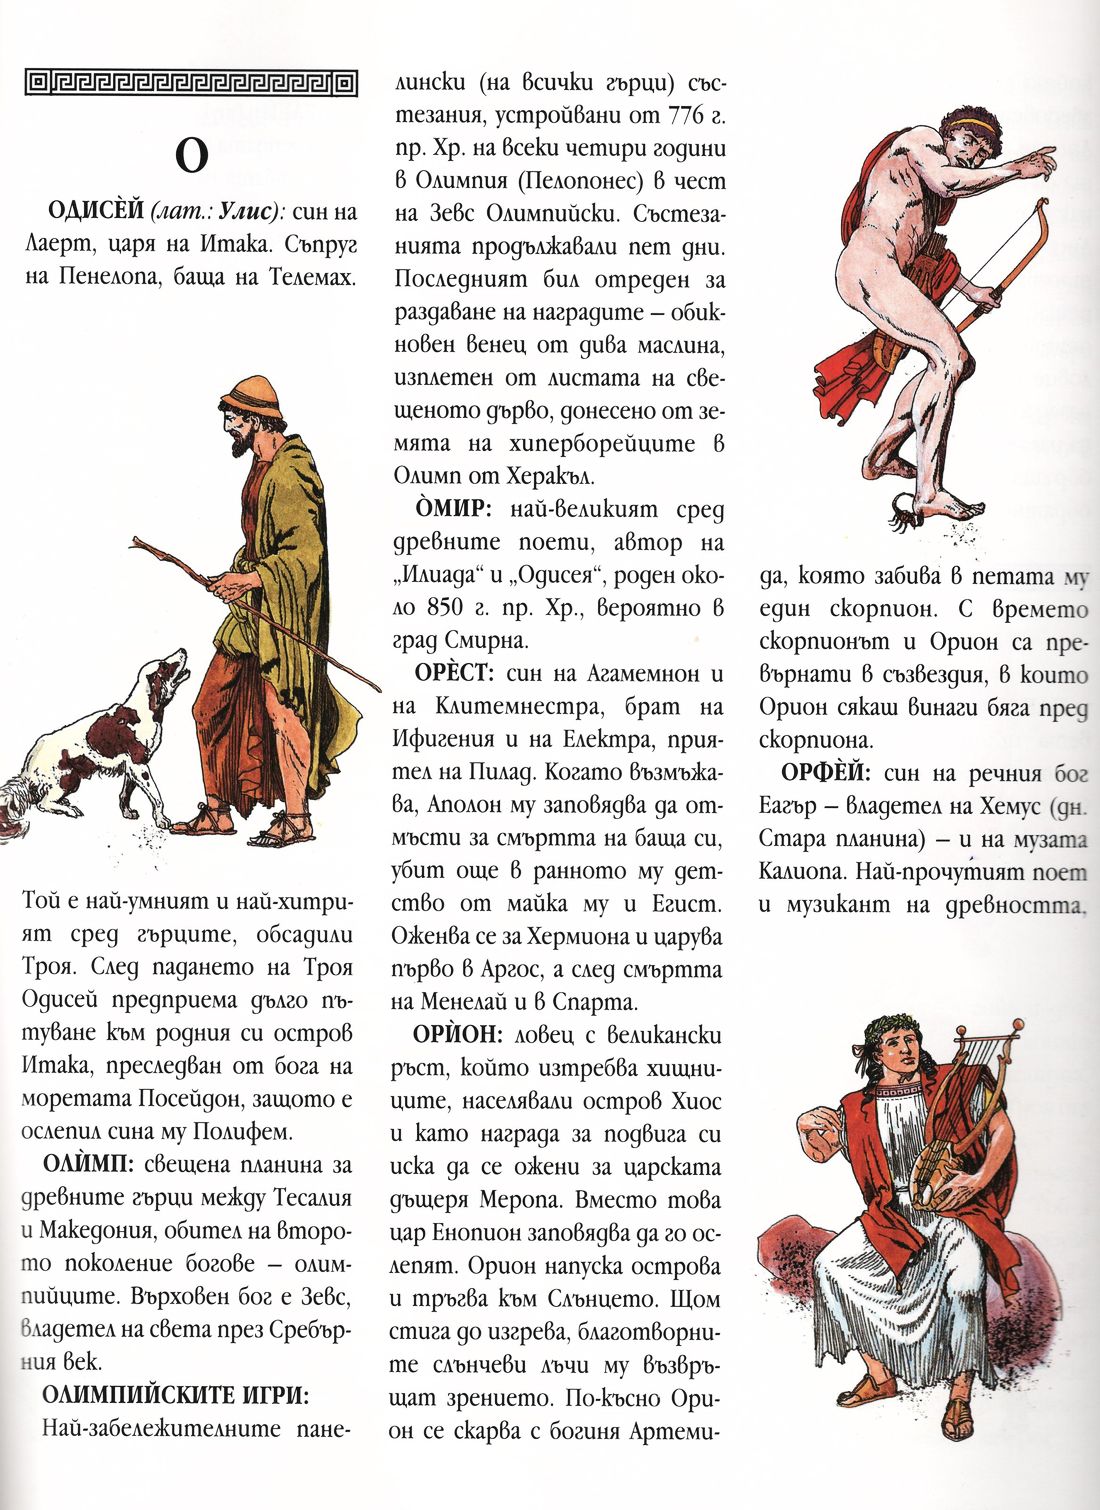 О
ОДИСЀЙ (лат.: Улис): син на
Лаерт, царя на Итака. Съпруг
на Пенелопа, баща на Телемах.
Той е най-умният и най-хитри-
ят сред гърците, обсадили
Троя. След падането на Троя
Одисей предприема дълго пъ-
туване към родния си остров
Итака, преследван от бога на
моретата Посейдон, защото е
ослепил сина му Полифем.
ОЛЍМП: свещена планина за
древните гърци между Тесалия
и Македония, обител на второ-
то поколение богове – олим-
пийците. Върховен бог е Зевс,
владетел на света през Сребър-
ния век.
ОЛИМПИЙСКИТЕ ИГРИ:
Най-забележителните пане-
лински (на всички гърци) със-
тезания, устройвани от 776 г.
пр. Хр. на всеки четири години
в Олимпия (Пелопонес) в чест
на Зевс Олимпийски. Състеза-
нията продължавали пет дни.
Последният бил отреден за
раздаване на наградите – обик-
новен венец от дива маслина,
изплетен от листата на све-
щеното дърво, донесено от зе-
мята на хиперборейците в
Олимп от Херакъл.
О̀МИР: най-великият сред
древните поети, автор на
„Илиада“ и „Одисея“, роден око-
ло 850 г. пр. Хр., вероятно в
град Смирна.
ОРЀСТ: син на Агамемнон и
на Клитемнестра, брат на
Ифигения и на Електра, прия-
тел на Пилад. Когато възмъжа-
ва, Аполон му заповядва да от-
мъсти за смъртта на баща си,
убит още в ранното му дет-
ство от майка му и Егист.
Оженва се за Хермиона и царува
първо в Аргос, а след смъртта
на Менелай и в Спарта.
ОРЍОН: ловец с великански
ръст, който изтребва хищни-
ците, населявали остров Хиос
и като награда за подвига си
иска да се ожени за царската
дъщеря Меропа. Вместо това
цар Енопион заповядва да го ос-
лепят. Орион напуска острова
и тръгва към Слънцето. Щом
стига до изгрева, благотворни-
те слънчеви лъчи му възвръ-
щат зрението. По-късно Ори-
он се скарва с богиня Артеми-
да, която забива в петата му
един скорпион. С времето
скорпионът и Орион са пре-
върнати в съзвездия, в които
Орион сякаш винаги бяга пред
скорпиона.
ОРФЀЙ: син на речния бог
Еагър – владетел на Хемус (дн.
Стара планина) – и на музата
Калиопа. Най-прочутият поет
и музикант на древността,